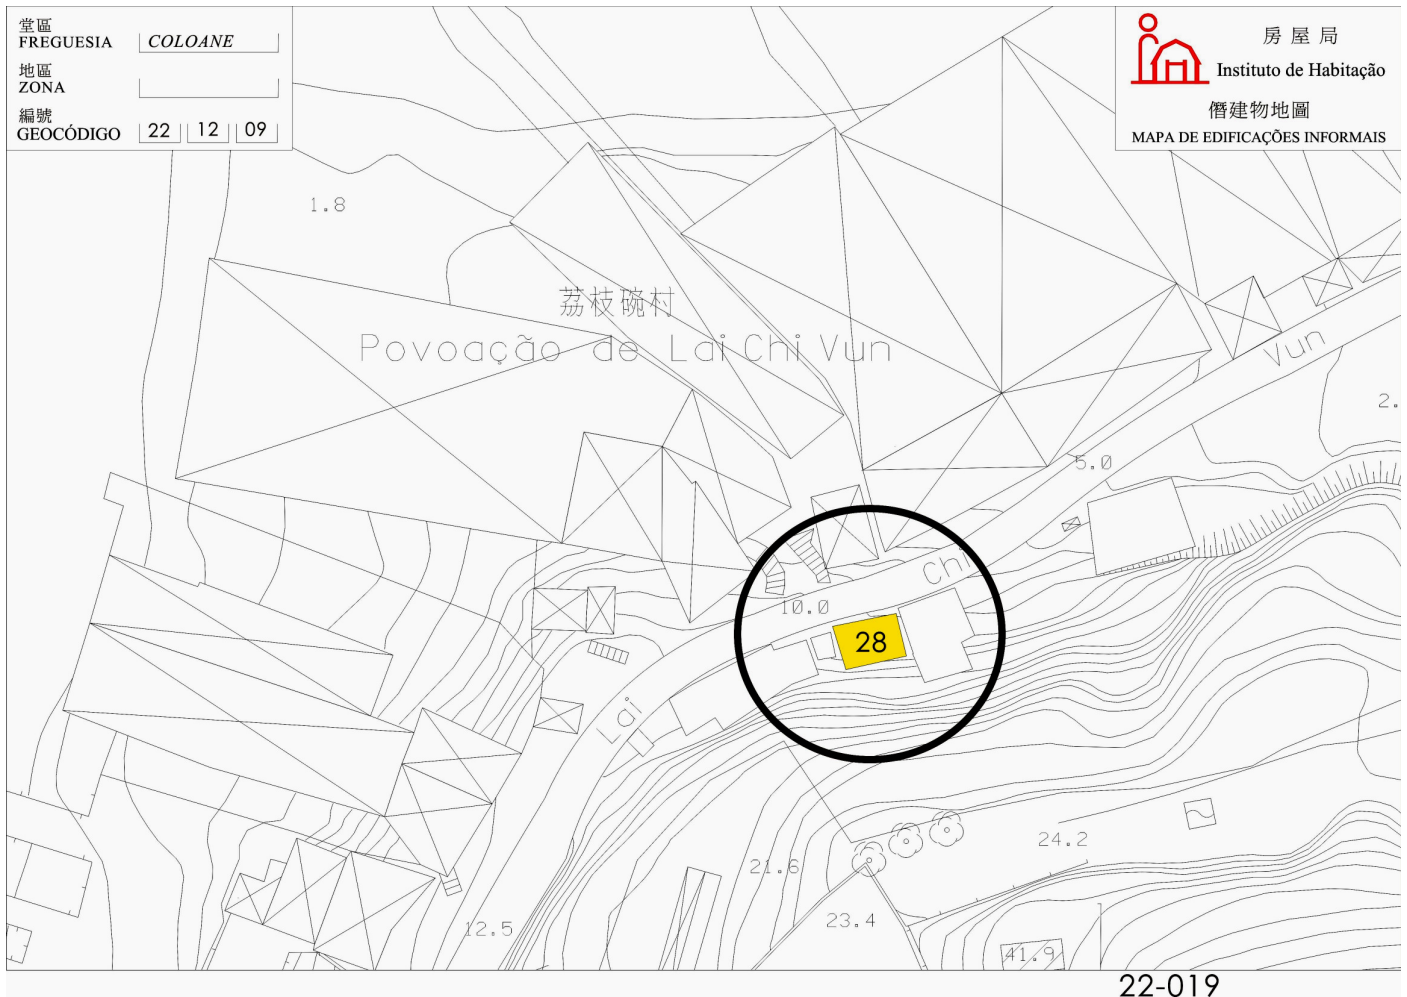 堂區
FREGUESIA COLOANE
地區
ZONA
編號
GEOCÓDIGO 22 12 09
房屋局
Instituto de Habitação
僭建物地圖
MAPA DE EDIFICAÇÕES INFORMAIS
1.8
荔枝碗村
Povoação de Lai Chi Vun
Vun
2.
5.0
Chi
10.0
28
Lai
24.2
21.6
23.4
12.5
41.9
22-019